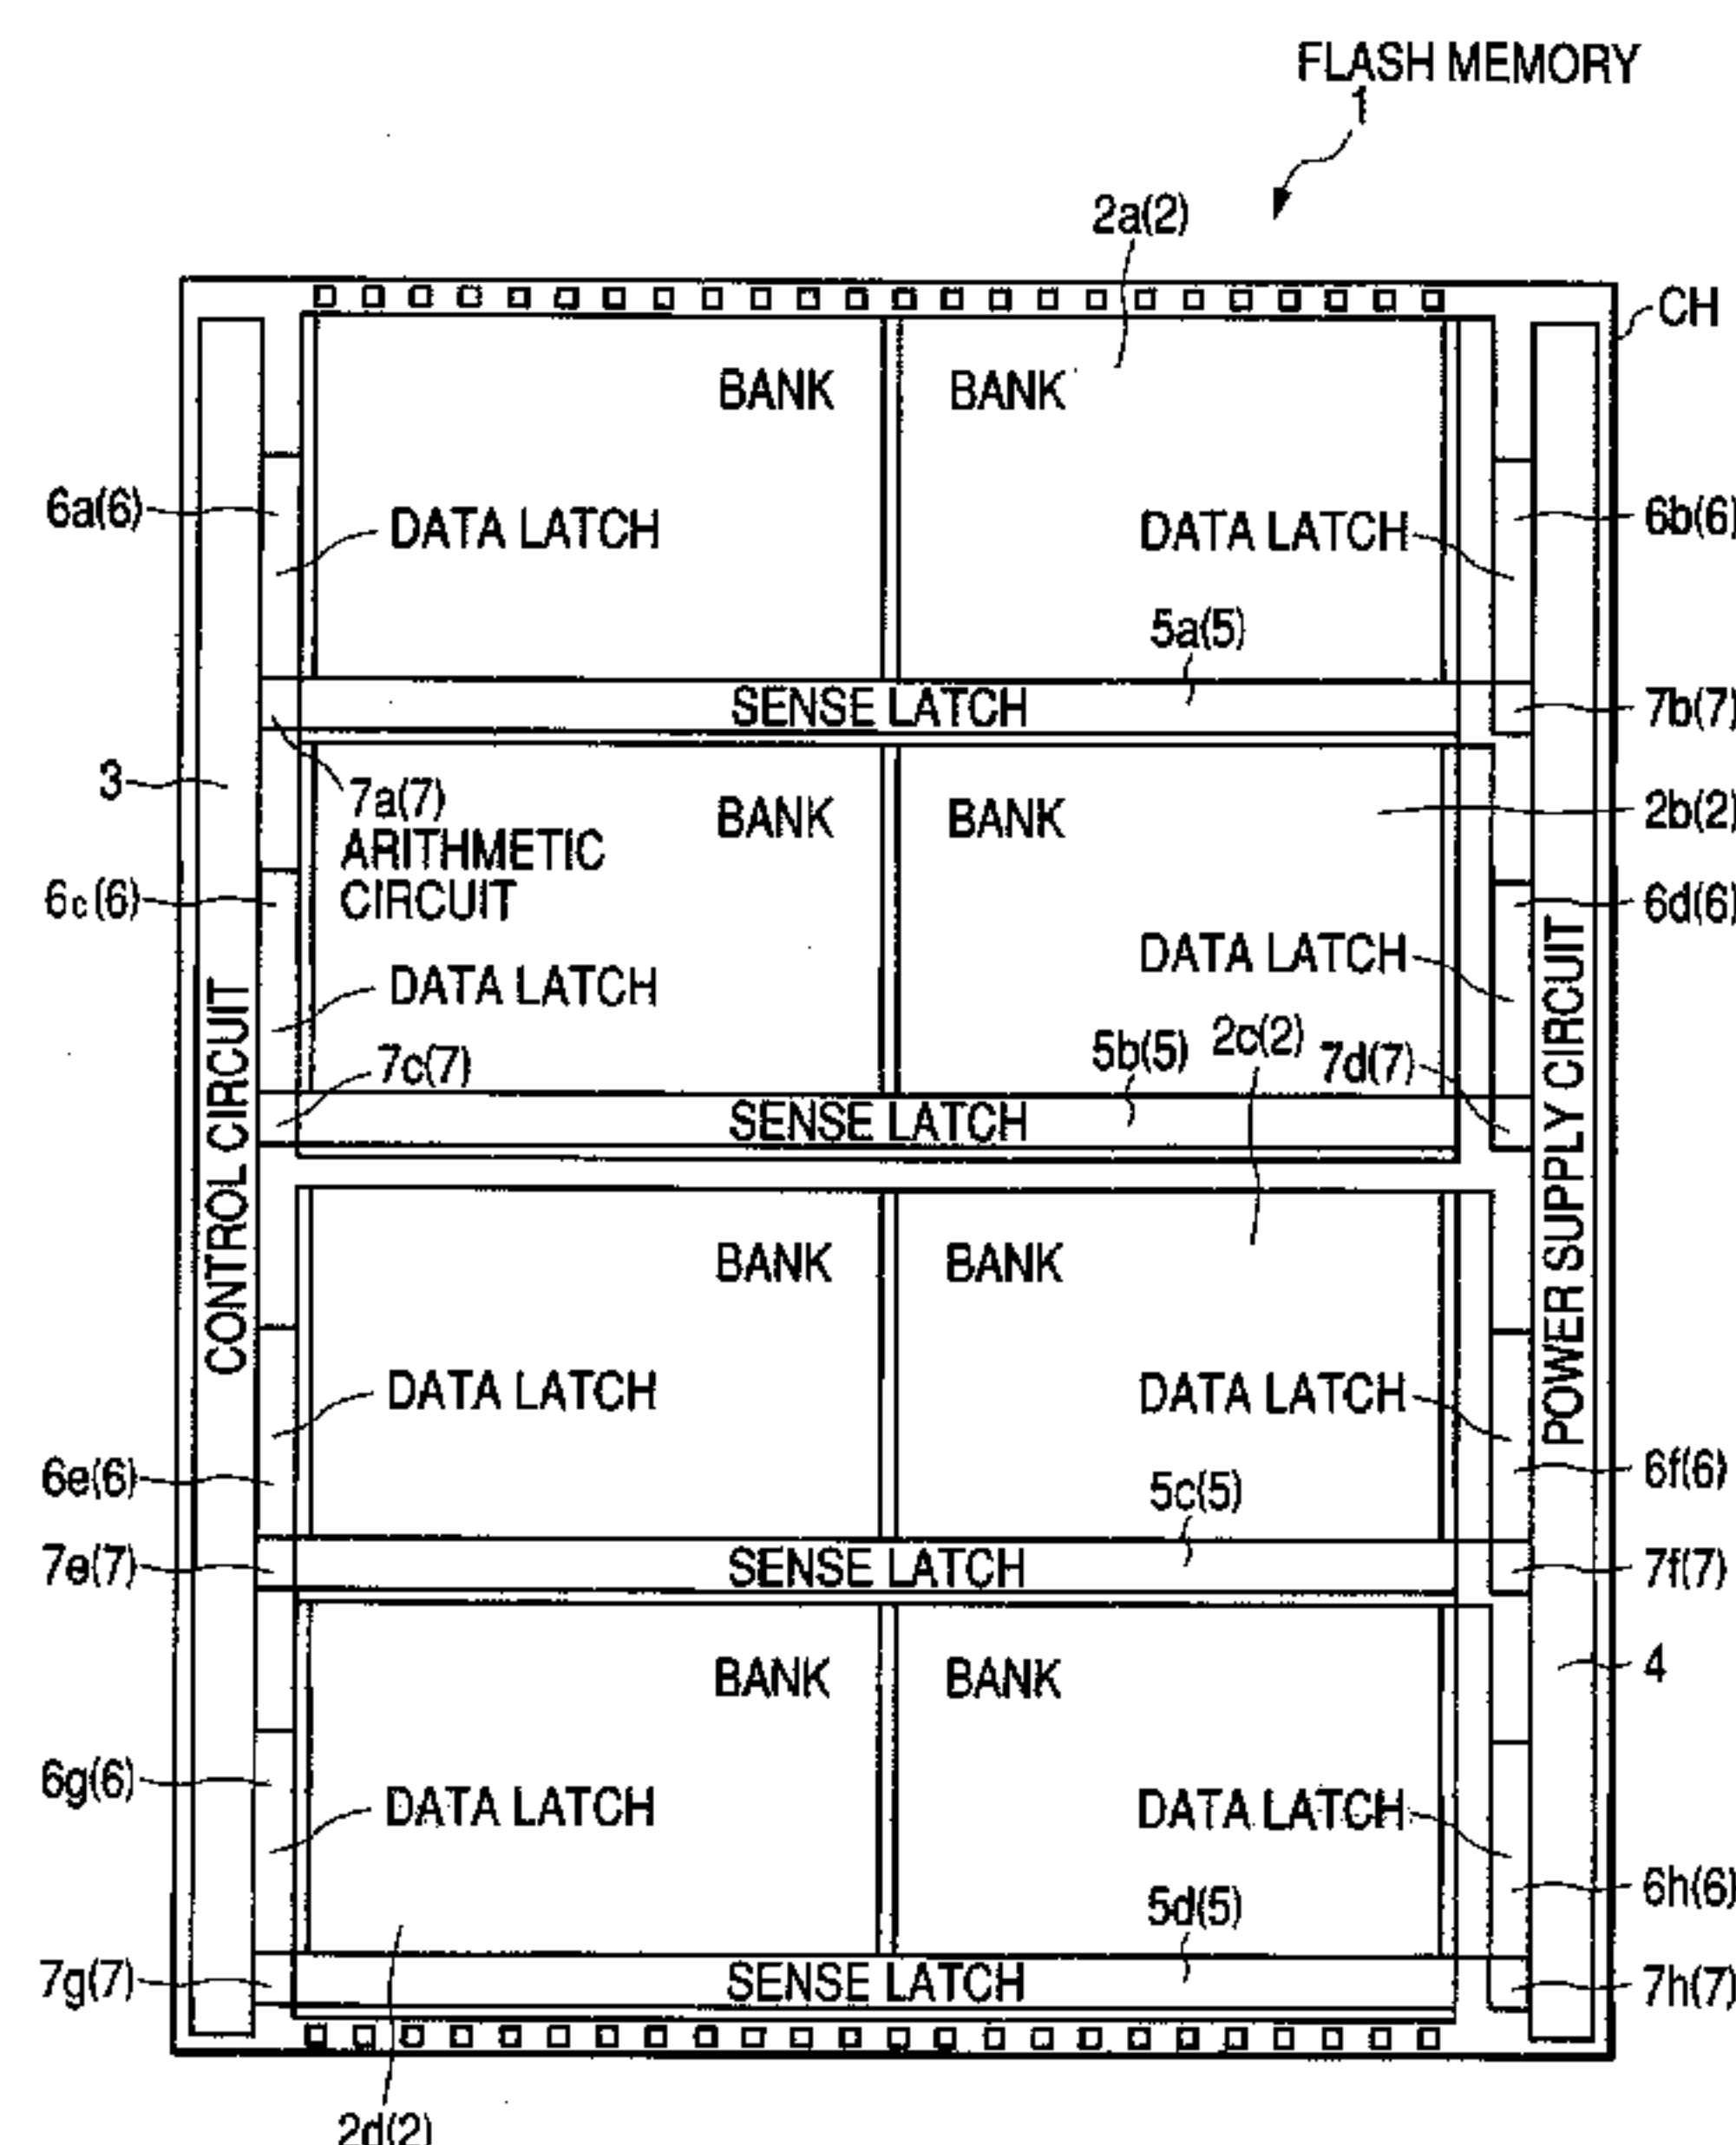 FLASH MEMORY
1
2a(2)
CH
BANK
BANK
6a(6)
DATA LATCH
DATA LATCH
6b(6)
5a(5)
SENSE LATCH
7b(7)
3
7a(7)
ARITHMETIC
CIRCUIT
BANK
BANK
2b(2)
6c(6)
6d(6)
DATA LATCH
DATA LATCH
7c(7)
5b(5)
2c(2)
7d(7)
SENSE LATCH
CONTROL CIRCUIT
POWER SUPPLY CIRCUIT
BANK
BANK
DATA LATCH
DATA LATCH
6e(6)
5c(5)
6f(6)
7e(7)
SENSE LATCH
7f(7)
BANK
BANK
4
6g(6)
DATA LATCH
DATA LATCH
6h(6)
5d(5)
7g(7)
SENSE LATCH
7h(7)
2d(2)